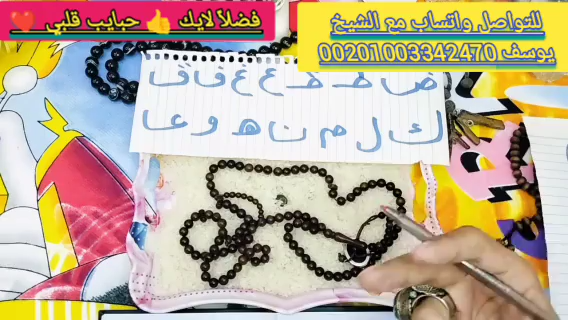 فضلاً لايك 👍 حبايب قلبي ❤️
للتواصل واتساب مع الشيخ
يوسف 00201003342470
ض ط ظ ع غ ف ق
ك ل م ن ه و